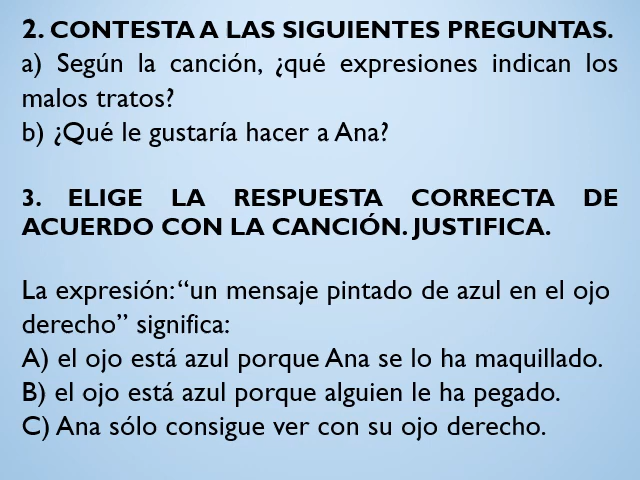 2. CONTESTA A LAS SIGUIENTES PREGUNTAS.
a) Según la canción, ¿qué expresiones indican los
malos tratos?
b) ¿Qué le gustaría hacer a Ana?
3. ELIGE LA RESPUESTA CORRECTA DE
ACUERDO CON LA CANCIÓN. JUSTIFICA.
La expresión: “un mensaje pintado de azul en el ojo
derecho” significa:
A) el ojo está azul porque Ana se lo ha maquillado.
B) el ojo está azul porque alguien le ha pegado.
C) Ana sólo consigue ver con su ojo derecho.